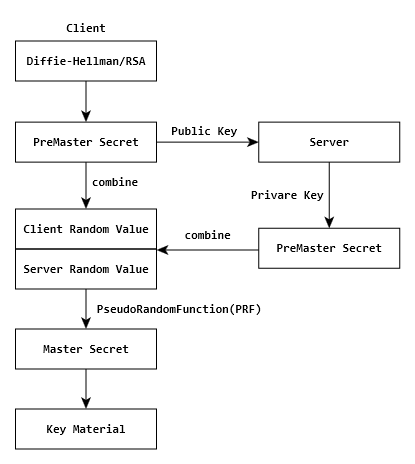 Client
Diffie-Hellman/RSA
PreMaster Secret
Public Key
Server
combine
Privare Key
Client Random Value
combine
PreMaster Secret
Server Random Value
PseudoRandomFunction(PRF)
Master Secret
Key Material